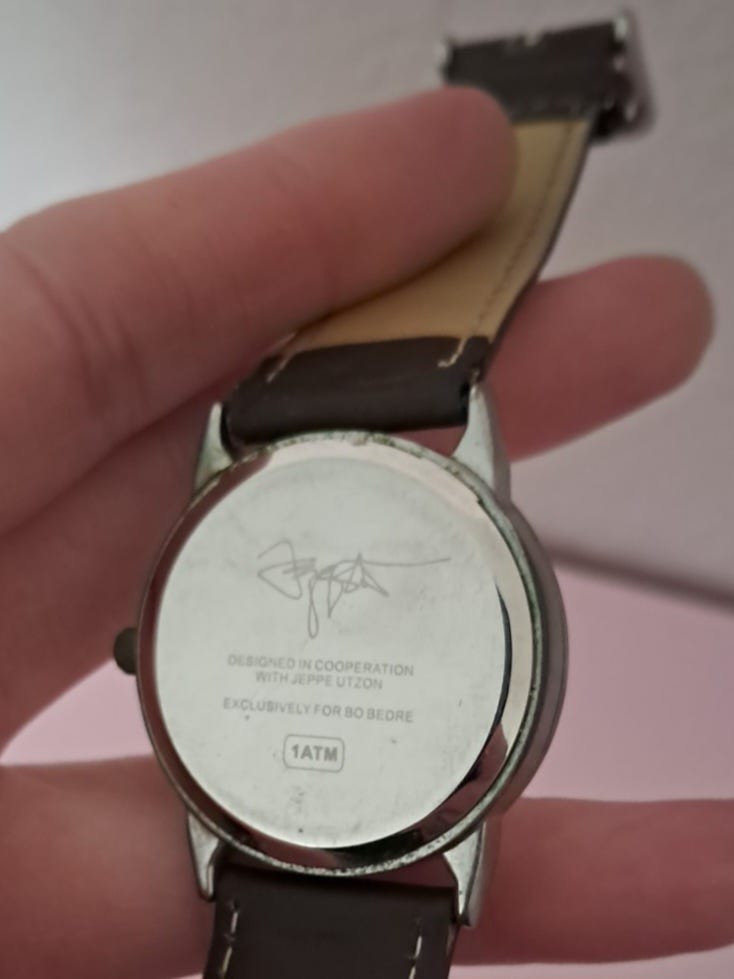 DESIGNED IN COOPERATION
WITH JEPPE UTZON
EXCLUSIVELY FOR BO BEDRE
1ATM